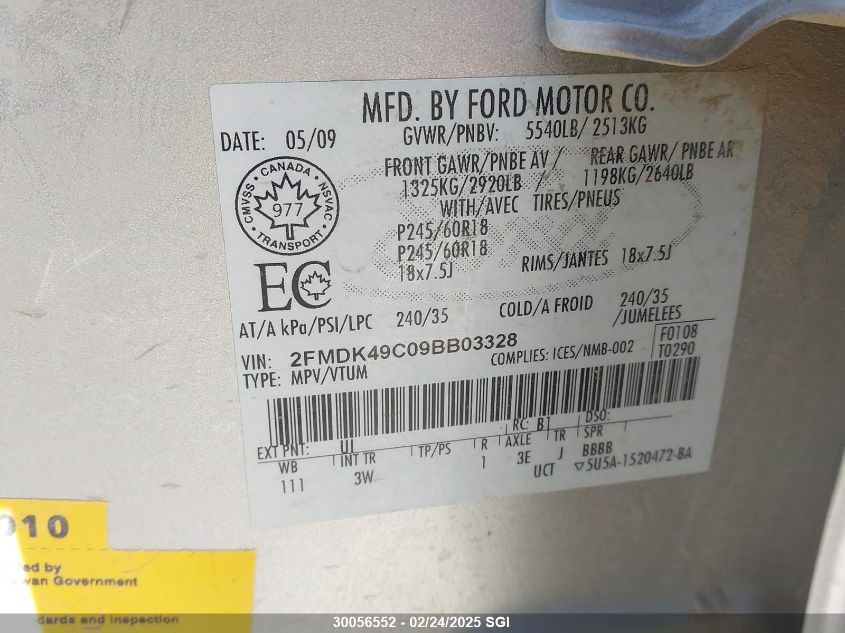 MFD. BY FORD MOTOR CO.
DATE: 05/09
GVWR/PNBV: 5540LB/ 2513KG
FRONT GAWR/PNBE AV / REAR GAWR/ PNBE AR
1325KG/2920LB / 1198KG/2640LB
WITH/AVEC TIRES/PNEUS
P245/60R18
P245/60R18
18x7.5J RIMS/JANTES 18x7.5J
CANADA
CMVSS NSVAC
977
TRANSPORT
EC
AT/A kPa/PSI/LPC 240/35 COLD/A FROID 240/35
/JUMELEES
VIN: 2FMDK49C09BB03328
COMPLIES: ICES/NMB-002
F0108
T0290
TYPE: MPV/VTUM
EXT PNT: UI RC: B1 DSO:
WB INT TR TP/PS R AXLE TR SPR
111 3W 1 3E J BBBB
UCT ▽5U5A-1520472-BA
010
ed by
wan Government
dards and inspection
30056552 - 02/24/2025 SGI